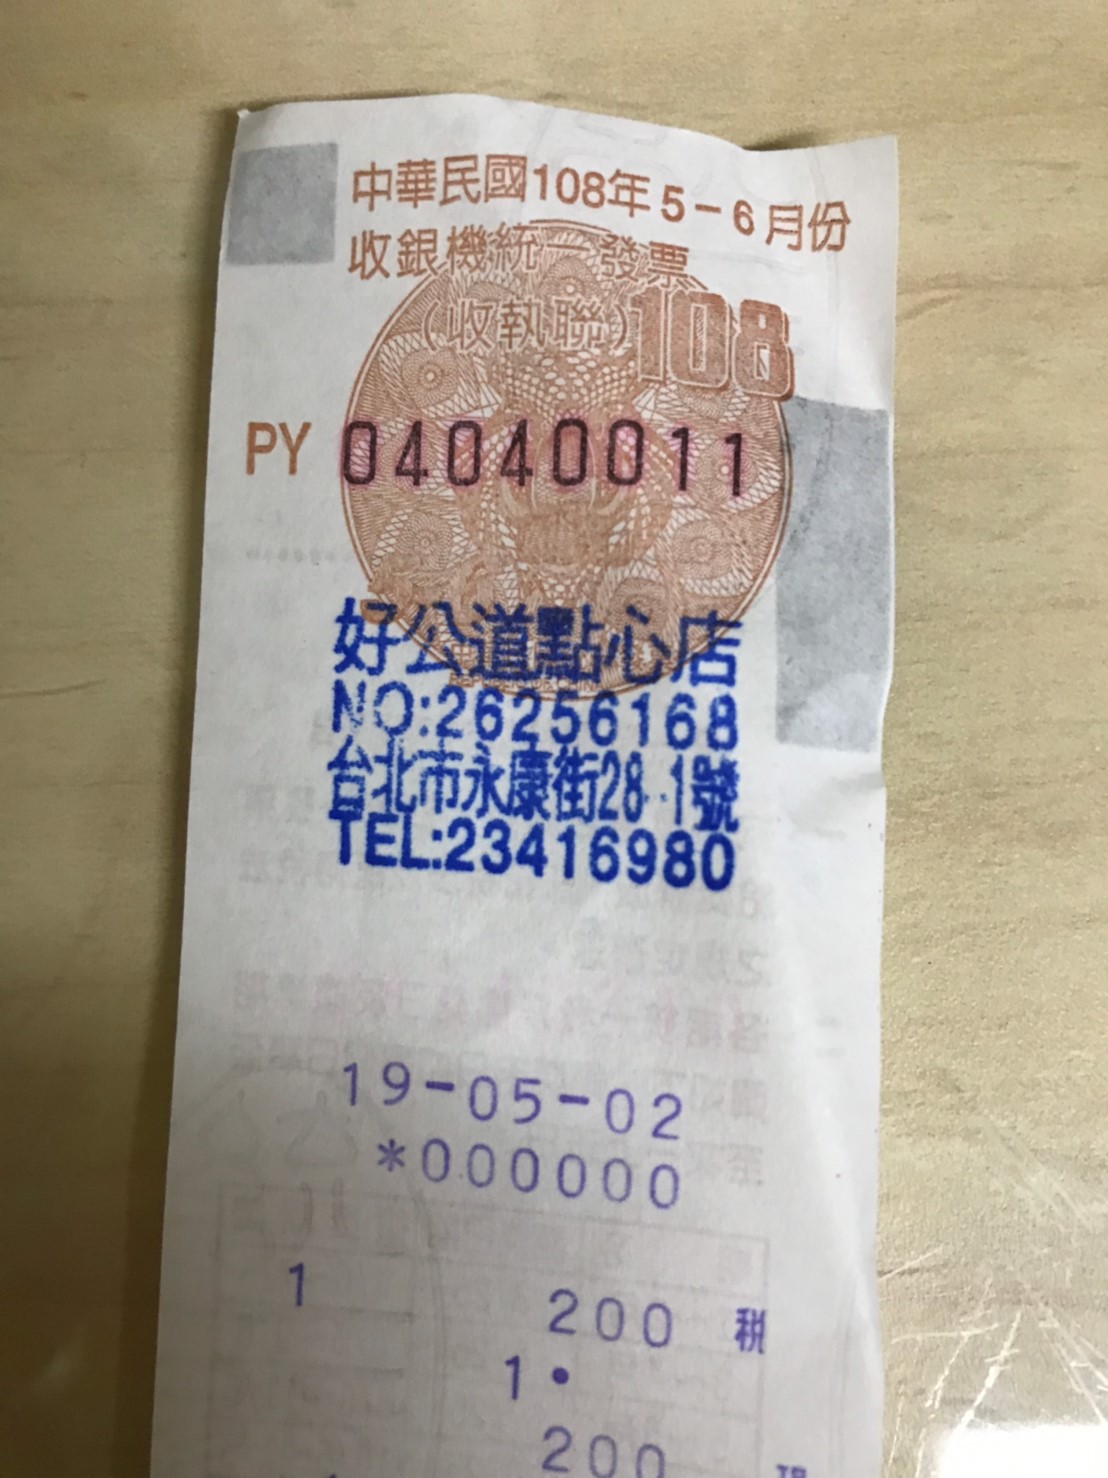 中華民國108年5-6月份
收銀機統一發票
(收執聯)108
PY 04040011
好公道點心店
NO:26256168
台北市永康街28-1號
TEL:23416980
19-05-02
*000000
1 200 稅
1•
200